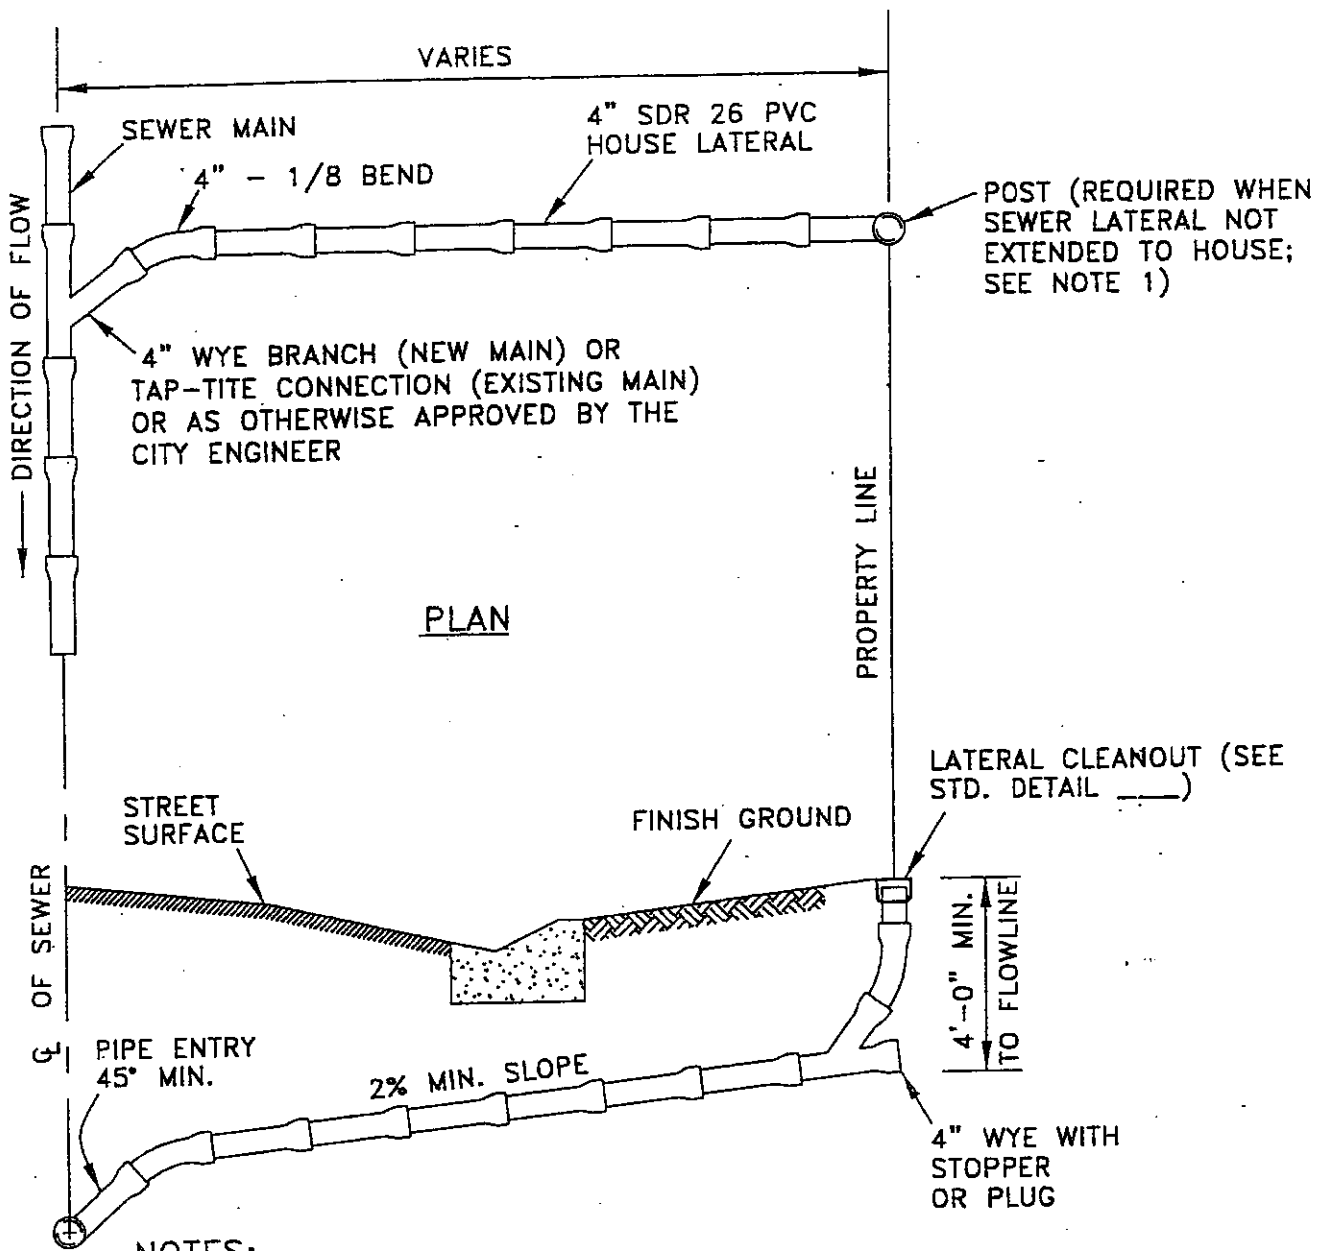 VARIES
SEWER MAIN
4" - 1/8 BEND
4" SDR 26 PVC
HOUSE LATERAL
POST (REQUIRED WHEN
SEWER LATERAL NOT
EXTENDED TO HOUSE;
SEE NOTE 1)
DIRECTION OF FLOW
4" WYE BRANCH (NEW MAIN) OR
TAP-TITE CONNECTION (EXISTING MAIN)
OR AS OTHERWISE APPROVED BY THE
CITY ENGINEER
PROPERTY LINE
PLAN
LATERAL CLEANOUT (SEE
STD. DETAIL ____)
STREET
SURFACE
FINISH GROUND
℄ OF SEWER
4'-0" MIN.
TO FLOWLINE
PIPE ENTRY
45° MIN.
2% MIN. SLOPE
4" WYE WITH
STOPPER
OR PLUG
NOTES: